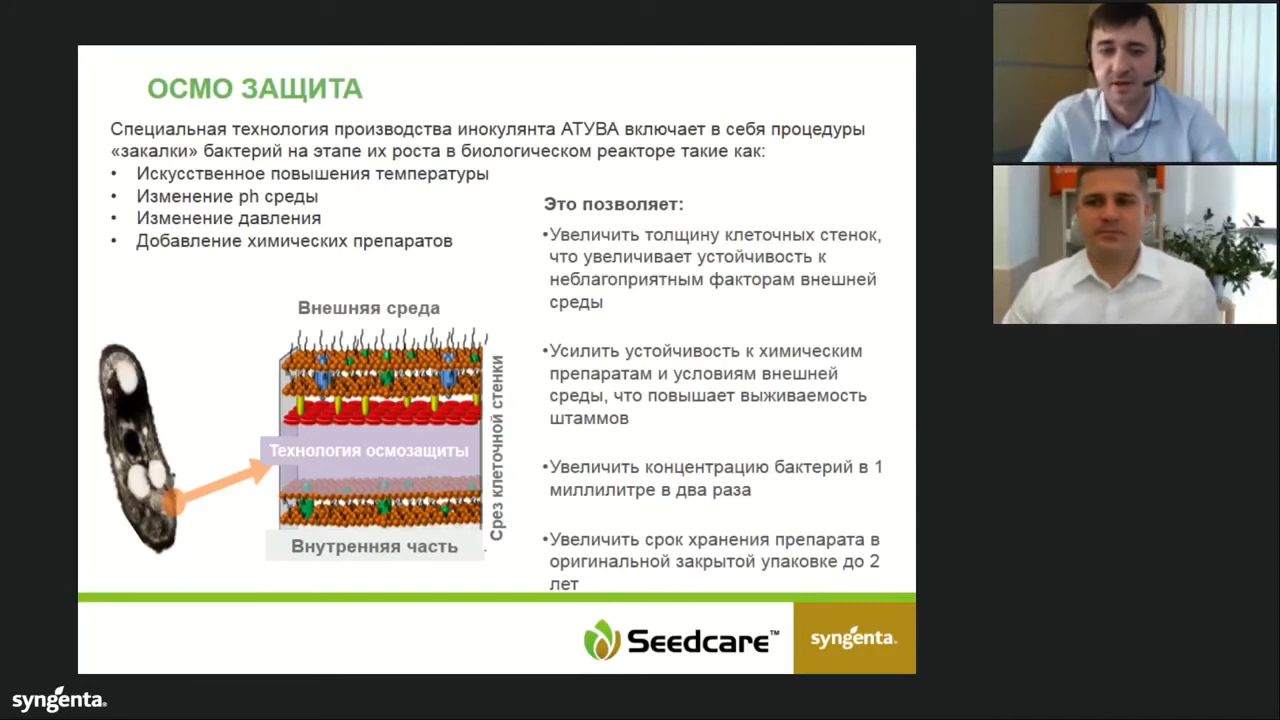 ОСМО ЗАЩИТА
Специальная технология производства инокулянта АТУВА включает в себя процедуры
«закалки» бактерий на этапе их роста в биологическом реакторе такие как:
• Искусственное повышения температуры
• Изменение ph среды
• Изменение давления
• Добавление химических препаратов
Внешняя среда
Технология осмозащиты
Срез клеточной стенки
Внутренняя часть
Это позволяет:
•Увеличить толщину клеточных стенок,
что увеличивает устойчивость к
неблагоприятным факторам внешней
среды
•Усилить устойчивость к химическим
препаратам и условиям внешней
среды, что повышает выживаемость
штаммов
•Увеличить концентрацию бактерий в 1
миллилитре в два раза
•Увеличить срок хранения препарата в
оригинальной закрытой упаковке до 2
лет
Seedcare™
syngenta.
syngenta.